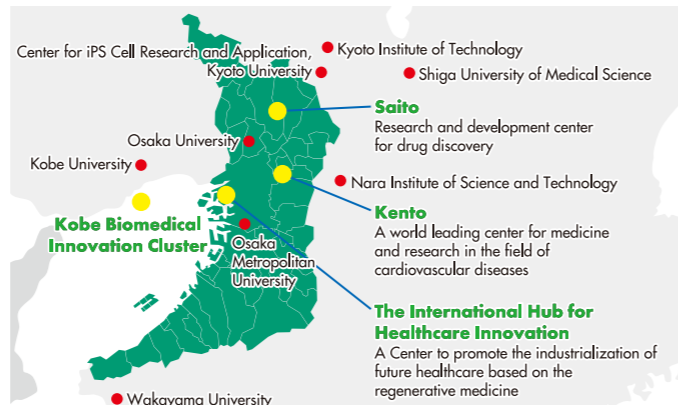 Center for iPS Cell Research and Application,
Kyoto University
Kyoto Institute of Technology
Shiga University of Medical Science
Saito
Research and development center
for drug discovery
Osaka University
Kobe University
Nara Institute of Science and Technology
Kobe Biomedical
Innovation Cluster
Kento
A world leading center for medicine
and research in the field of
cardiovascular diseases
Osaka
Metropolitan
University
The International Hub for
Healthcare Innovation
A Center to promote the industrialization of
future healthcare based on the
regenerative medicine
Wakayama University